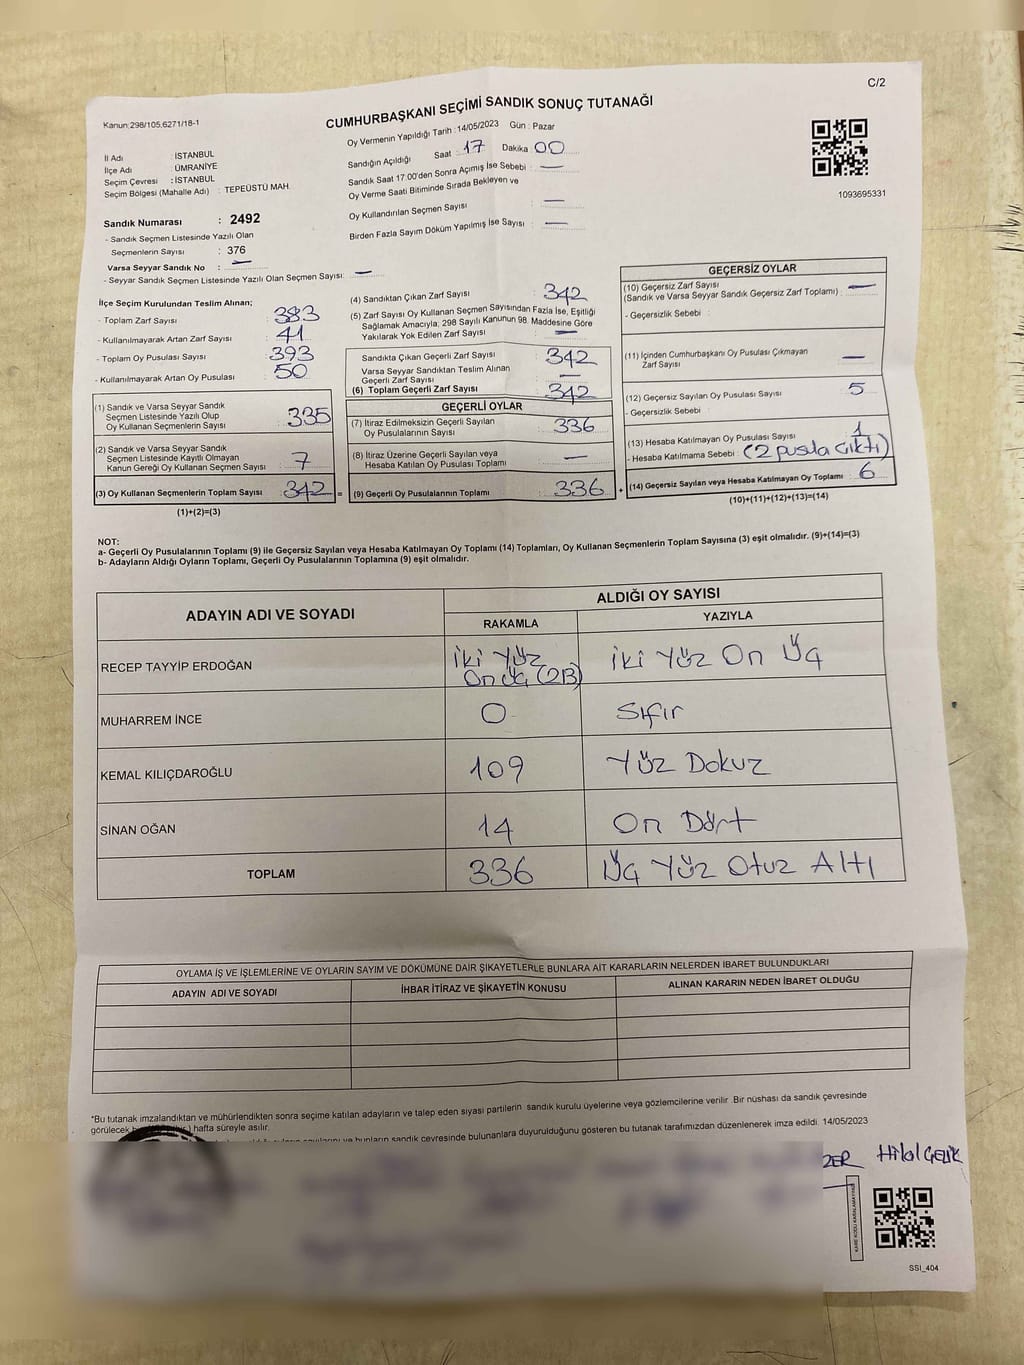 C/2
Kanun:298/105.6271/18-1
CUMHURBAŞKANI SEÇİMİ SANDIK SONUÇ TUTANAĞI
İl Adı : İSTANBUL
İlçe Adı : ÜMRANİYE
Seçim Çevresi : İSTANBUL
Seçim Bölgesi (Mahalle Adı) : TEPEÜSTÜ MAH.
Oy Vermenin Yapıldığı Tarih : 14/05/2023 Gün : Pazar
Sandığın Açıldığı Saat : 17 Dakika 00
Sandık Saat 17.00'den Sonra Açımış İse Sebebi : —
Oy Verme Saati Bitiminde Sırada Bekleyen ve
Oy Kullandırılan Seçmen Sayısı : —
Birden Fazla Sayım Döküm Yapılmış İse Sayısı : —
1093695331
Sandık Numarası : 2492
- Sandık Seçmen Listesinde Yazılı Olan
Seçmenlerin Sayısı : 376
Varsa Seyyar Sandık No : —
- Seyyar Sandık Seçmen Listesinde Yazılı Olan Seçmen Sayısı: —
İlçe Seçim Kurulundan Teslim Alınan;
- Toplam Zarf Sayısı : 383
- Kullanılmayarak Artan Zarf Sayısı : 41
- Toplam Oy Pusulası Sayısı : 393
- Kullanılmayarak Artan Oy Pusulası : 50
(1) Sandık ve Varsa Seyyar Sandık
Seçmen Listesinde Yazılı Olup
Oy Kullanan Seçmenlerin Sayısı : 335
(2) Sandık ve Varsa Seyyar Sandık
Seçmen Listesinde Kayıtlı Olmayan
Kanun Gereği Oy Kullanan Seçmen Sayısı : 7
(3) Oy Kullanan Seçmenlerin Toplam Sayısı : 342 =
(1)+(2)=(3)
(4) Sandıktan Çıkan Zarf Sayısı : 342
(5) Zarf Sayısı Oy Kullanan Seçmen Sayısından Fazla İse, Eşitliği
Sağlamak Amacıyla; 298 Sayılı Kanunun 98. Maddesine Göre
Yakılarak Yok Edilen Zarf Sayısı : —
Sandıkta Çıkan Geçerli Zarf Sayısı : 342
Varsa Seyyar Sandıktan Teslim Alınan
Geçerli Zarf Sayısı : —
(6) Toplam Geçerli Zarf Sayısı : 342
GEÇERLİ OYLAR
(7) İtiraz Edilmeksizin Geçerli Sayılan
Oy Pusulalarının Sayısı : 336
(8) İtiraz Üzerine Geçerli Sayılan veya
Hesaba Katılan Oy Pusulası Toplamı : —
(9) Geçerli Oy Pusulalarının Toplamı : 336 +
GEÇERSİZ OYLAR
(10) Geçersiz Zarf Sayısı
(Sandık ve Varsa Seyyar Sandık Geçersiz Zarf Toplamı) : —
- Geçersizlik Sebebi :
(11) İçinden Cumhurbaşkanı Oy Pusulası Çıkmayan
Zarf Sayısı : —
(12) Geçersiz Sayılan Oy Pusulası Sayısı : 5
- Geçersizlik Sebebi :
(13) Hesaba Katılmayan Oy Pusulası Sayısı : 1
- Hesaba Katılmama Sebebi : (2 pusula çıktı)
(14) Geçersiz Sayılan veya Hesaba Katılmayan Oy Toplamı : 6
(10)+(11)+(12)+(13)=(14)
NOT:
a- Geçerli Oy Pusulalarının Toplamı (9) ile Geçersiz Sayılan veya Hesaba Katılmayan Oy Toplamı (14) Toplamları, Oy Kullanan Seçmenlerin Toplam Sayısına (3) eşit olmalıdır. (9)+(14)=(3)
b- Adayların Aldığı Oyların Toplamı, Geçerli Oy Pusulalarının Toplamına (9) eşit olmalıdır.
ADAYIN ADI VE SOYADI
ALDIĞI OY SAYISI
RAKAMLA YAZIYLA
RECEP TAYYİP ERDOĞAN İki Yüz On Üç (213) İki Yüz On Üç
MUHARREM İNCE 0 Sıfır
KEMAL KILIÇDAROĞLU 109 Yüz Dokuz
SİNAN OĞAN 14 On Dört
TOPLAM 336 Üç Yüz Otuz Altı
OYLAMA İŞ VE İŞLEMLERİNE VE OYLARIN SAYIM VE DÖKÜMÜNE DAİR ŞİKAYETLERLE BUNLARA AİT KARARLARIN NELERDEN İBARET BULUNDUKLARI
ADAYIN ADI VE SOYADI İHBAR İTİRAZ VE ŞİKAYETİN KONUSU ALINAN KARARIN NEDEN İBARET OLDUĞU
*Bu tutanak imzalandıktan ve mühürlendikten sonra seçime katılan adayların ve talep eden siyasi partilerin sandık kurulu üyelerine veya gözlemcilerine verilir. Bir nüshası da sandık çevresinde
görülecek hafta süreyle asılır.
ve bunların sandık çevresinde bulunanlara duyurulduğunu gösteren bu tutanak tarafımızdan düzenlenerek imza edildi. 14/05/2023
ZER Hilal ÇELİK
SSI_404